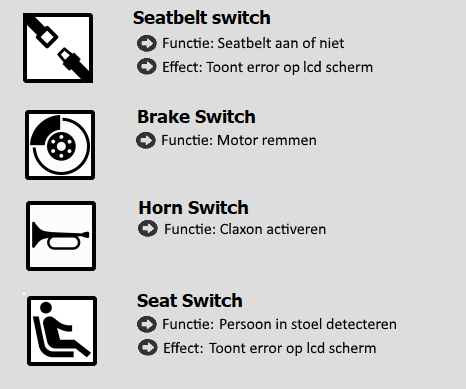 Seatbelt switch
Functie: Seatbelt aan of niet
Effect: Toont error op lcd scherm
Brake Switch
Functie: Motor remmen
Horn Switch
Functie: Claxon activeren
Seat Switch
Functie: Persoon in stoel detecteren
Effect: Toont error op lcd scherm